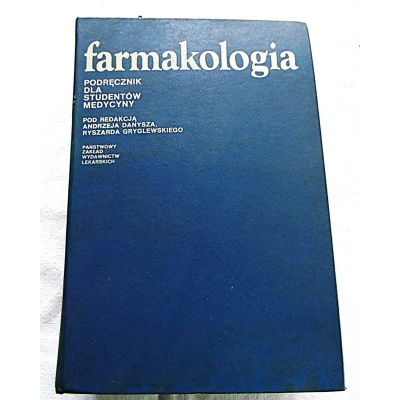 farmakologia
PODRĘCZNIK
DLA
STUDENTÓW
MEDYCYNY
POD REDAKCJĄ
ANDRZEJA DANYSZA,
RYSZARDA GRYGLEWSKIEGO
PAŃSTWOWY
ZAKŁAD
WYDAWNICTW
LEKARSKICH